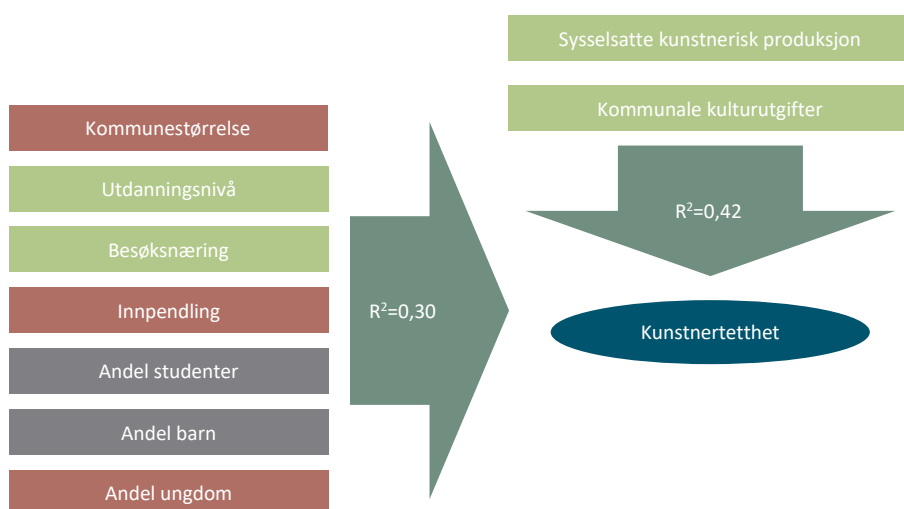 Sysselsatte kunstnerisk produksjon
Kommunale kulturutgifter
Kommunestørrelse
Utdanningsnivå
Besøksnæring
Innpendling
Andel studenter
Andel barn
Andel ungdom
R²=0,30
R²=0,42
Kunstnertetthet